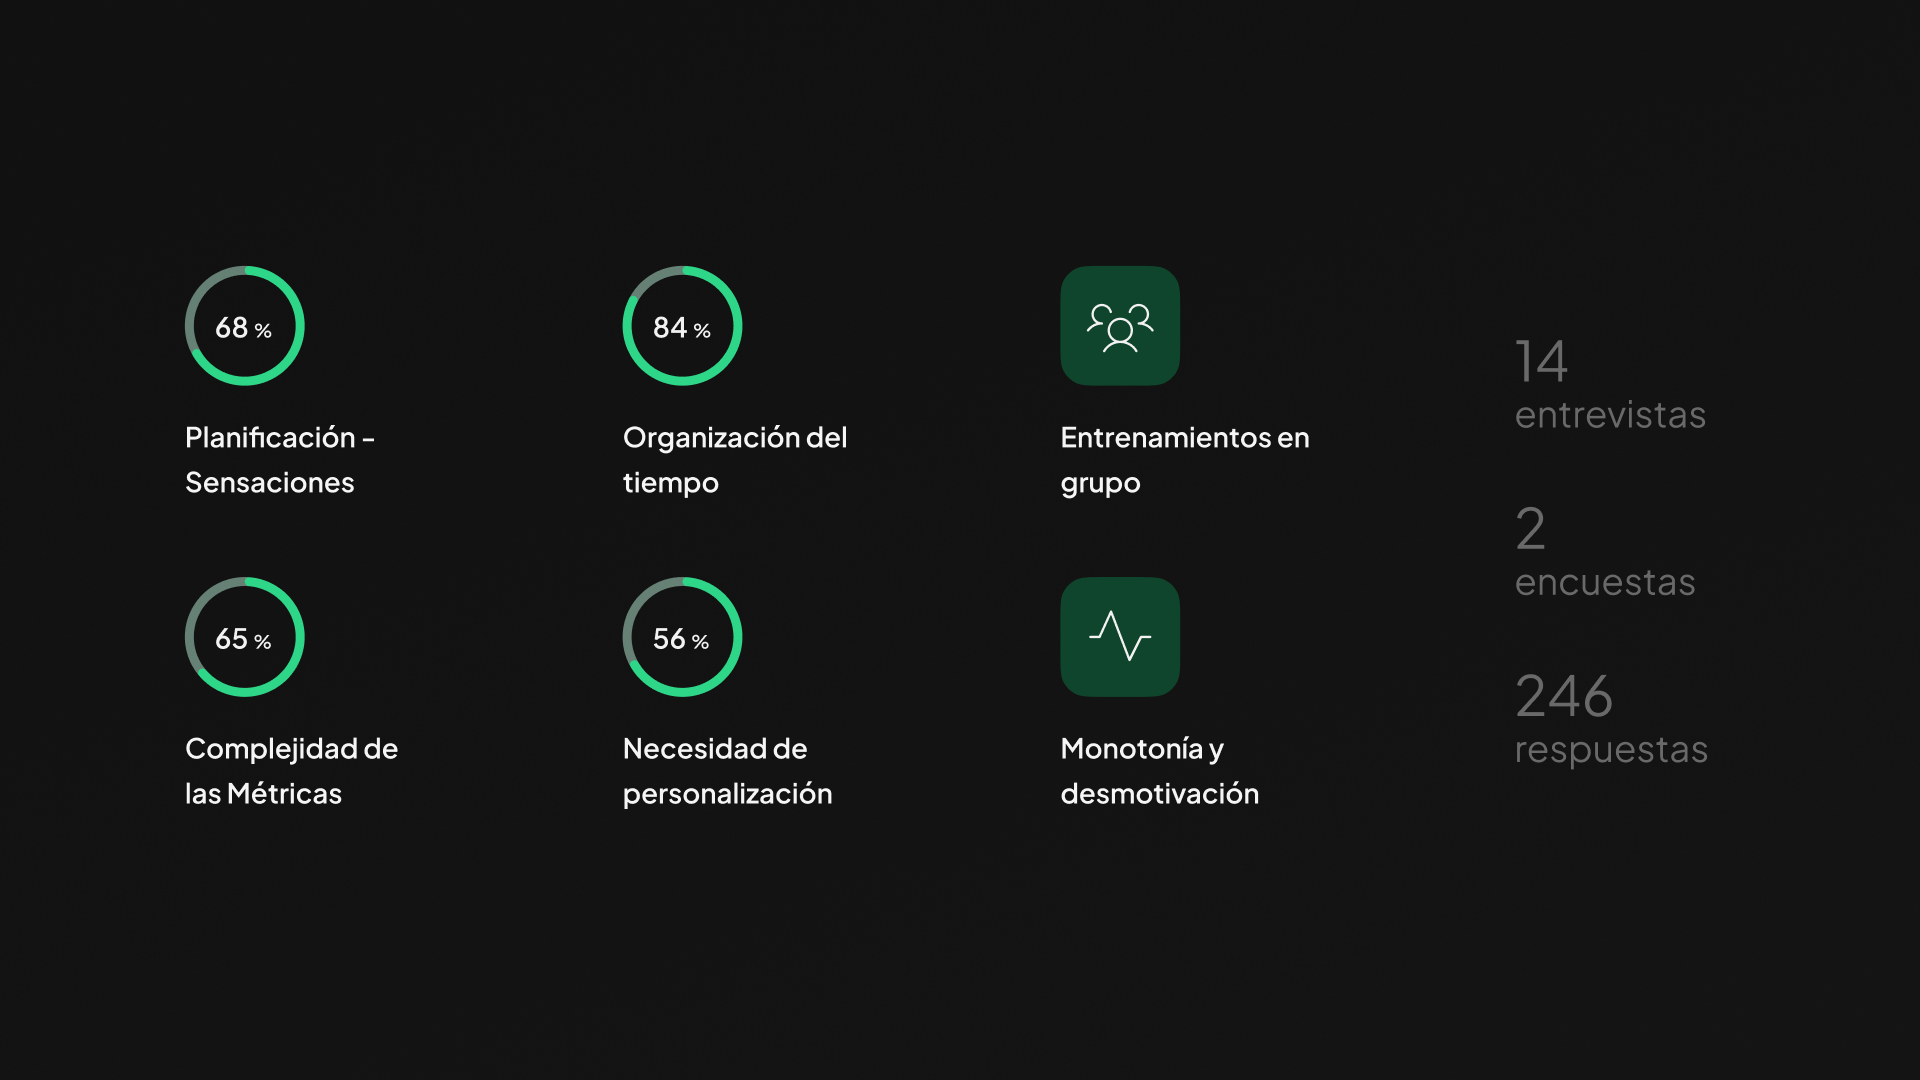 68 %
Planificación -
Sensaciones
84 %
Organización del
tiempo
Entrenamientos en
grupo
65 %
Complejidad de
las Métricas
56 %
Necesidad de
personalización
Monotonía y
desmotivación
14
entrevistas
2
encuestas
246
respuestas